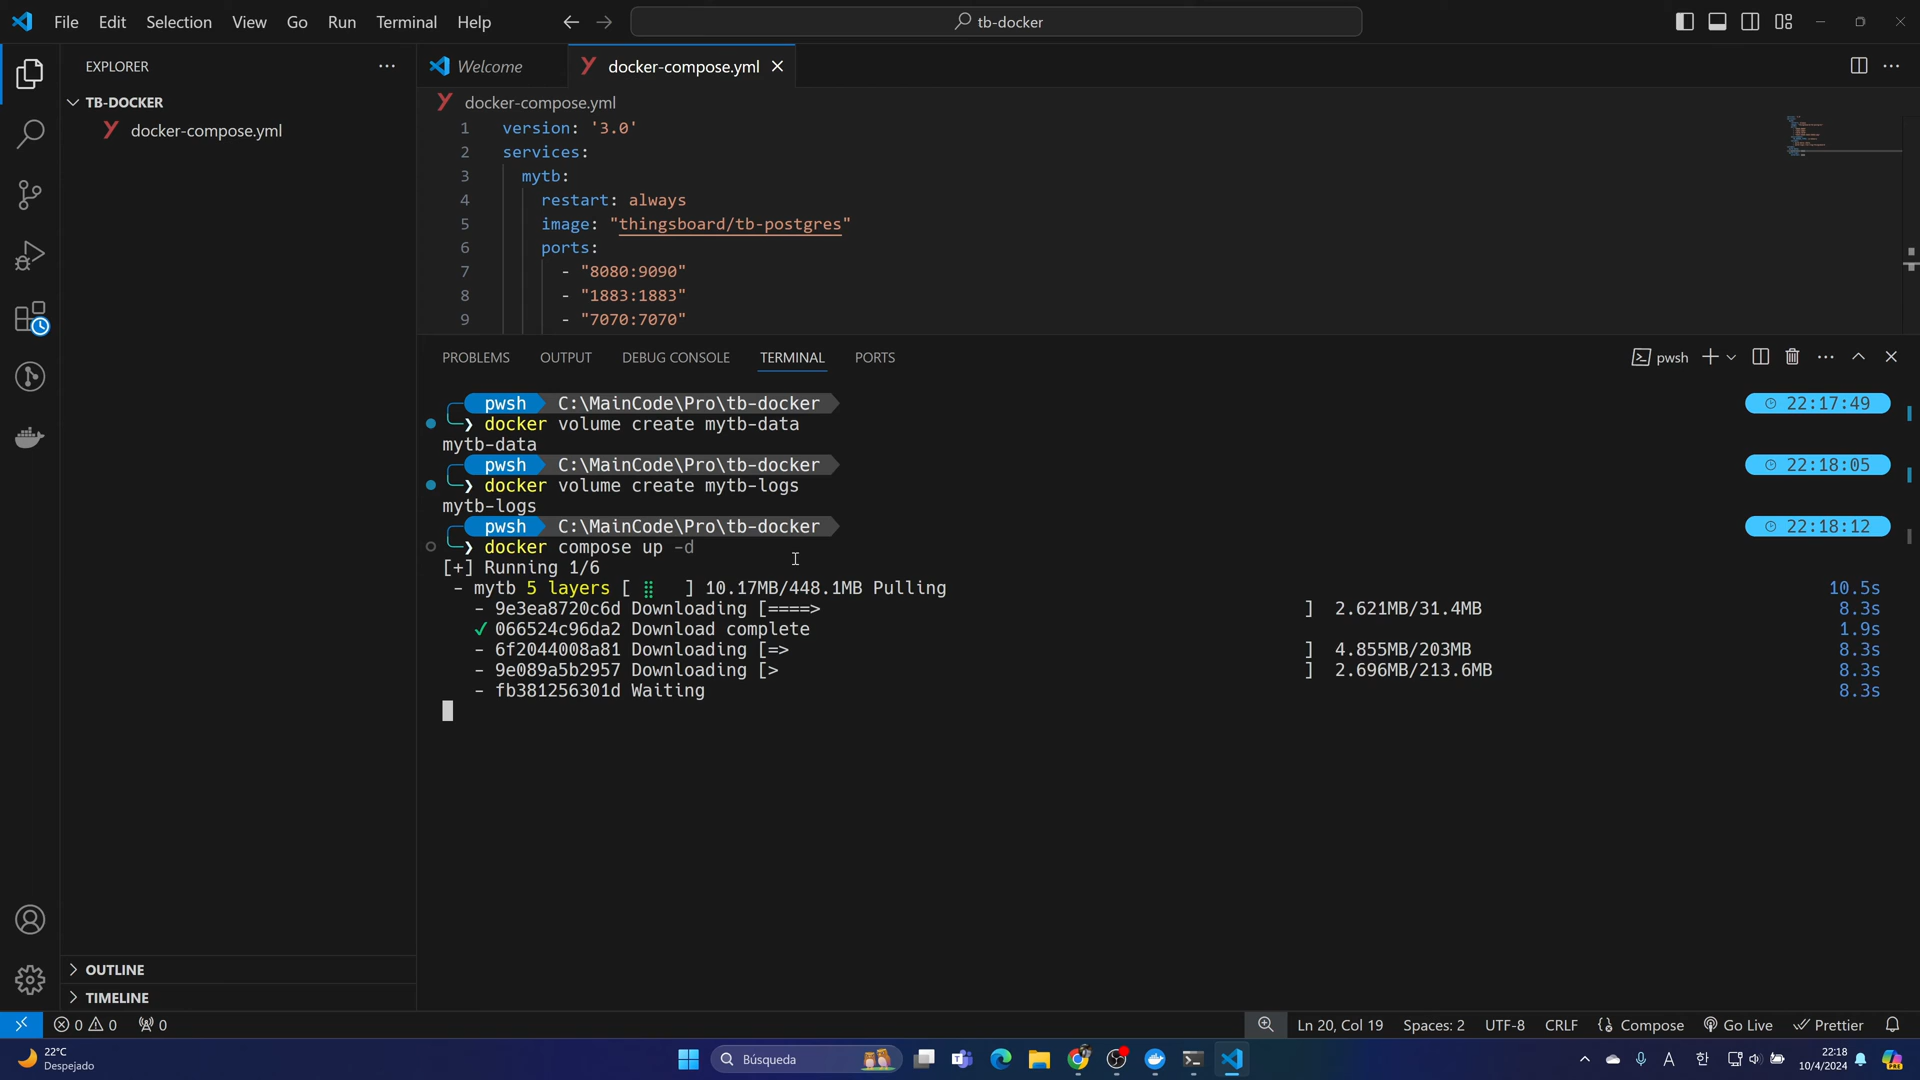 File Edit Selection View Go Run Terminal Help
tb-docker
EXPLORER
TB-DOCKER
docker-compose.yml
Welcome
docker-compose.yml
docker-compose.yml
1 version: '3.0'
2 services:
3 mytb:
4 restart: always
5 image: "thingsboard/tb-postgres"
6 ports:
7 - "8080:9090"
8 - "1883:1883"
9 - "7070:7070"
PROBLEMS OUTPUT DEBUG CONSOLE TERMINAL PORTS
pwsh
pwsh C:\MainCode\Pro\tb-docker 22:17:49
❯ docker volume create mytb-data
mytb-data
pwsh C:\MainCode\Pro\tb-docker 22:18:05
❯ docker volume create mytb-logs
mytb-logs
pwsh C:\MainCode\Pro\tb-docker 22:18:12
❯ docker compose up -d
[+] Running 1/6
- mytb 5 layers [ ⣿ ] 10.17MB/448.1MB Pulling 10.5s
- 9e3ea8720c6d Downloading [====> ] 2.621MB/31.4MB 8.3s
✓ 066524c96da2 Download complete 1.9s
- 6f2044008a81 Downloading [=> ] 4.855MB/203MB 8.3s
- 9e089a5b2957 Downloading [> ] 2.696MB/213.6MB 8.3s
- fb381256301d Waiting 8.3s
OUTLINE
TIMELINE
0 0 0
Ln 20, Col 19 Spaces: 2 UTF-8 CRLF Compose Go Live Prettier
22°C
Despejado
Búsqueda
A 한
22:18
10/4/2024
PRE